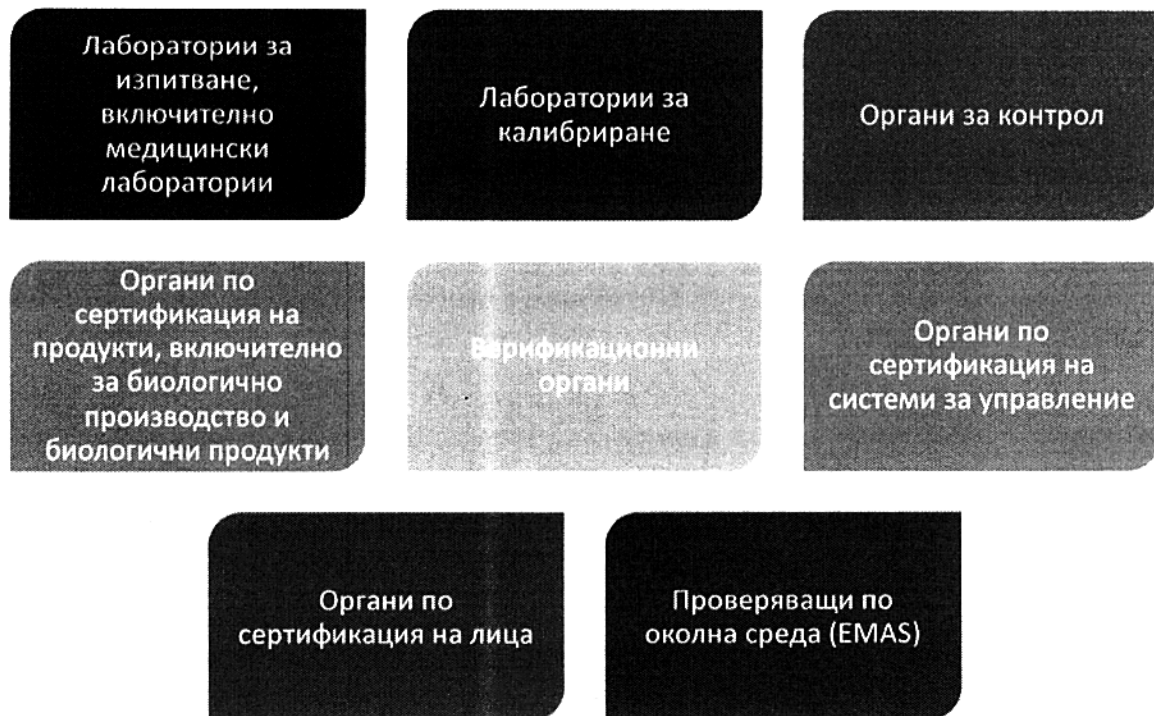 Лаборатории за
изпитване,
включително
медицински
лаборатории
Лаборатории за
калибриране
Органи за контрол
Органи по
сертификация на
продукти, включително
за биологично
производство и
биологични продукти
Верификационни
органи
Органи по
сертификация на
системи за управление
Органи по
сертификация на лица
Проверяващи по
околна среда (EMAS)